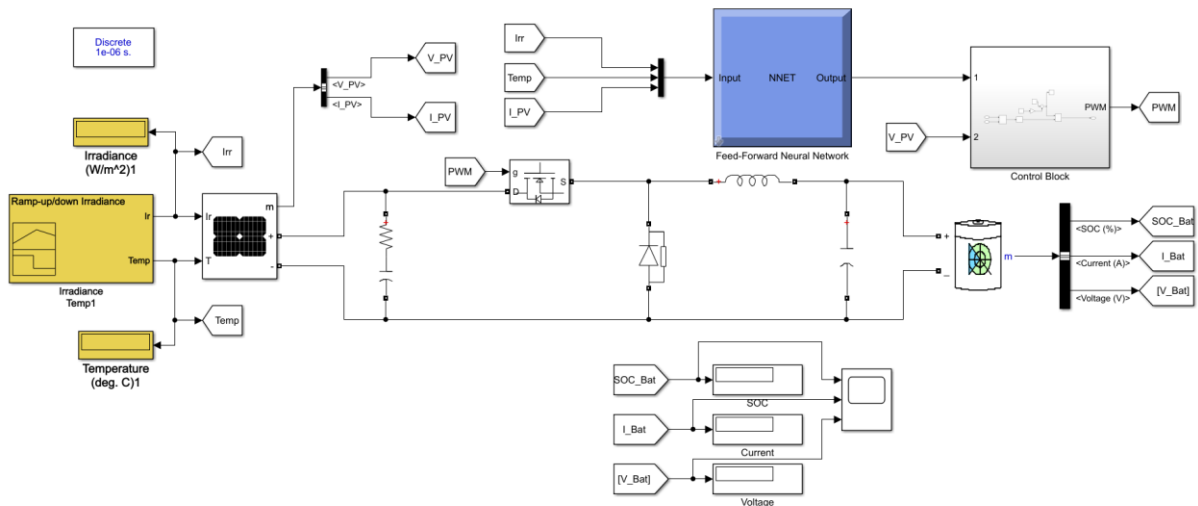 Discrete
1e-06 s.
V_PV
<V_PV>
<I_PV>
I_PV
Irr
Temp
I_PV
Input
NNET
Output
Feed-Forward Neural Network
1
2
PWM
PWM
V_PV
Control Block
Irradiance
(W/m^2)1
Irr
Ramp-up/down Irradiance
Ir
Temp
Irradiance
Temp1
Ir
T
m
+
-
Temp
Temperature
(deg. C)1
PWM
g
D
S
+
+
+
+
_
m
<SOC (%)>
SOC_Bat
<Current (A)>
I_Bat
<Voltage (V)>
[V_Bat]
SOC_Bat
SOC
I_Bat
Current
[V_Bat]
Voltage